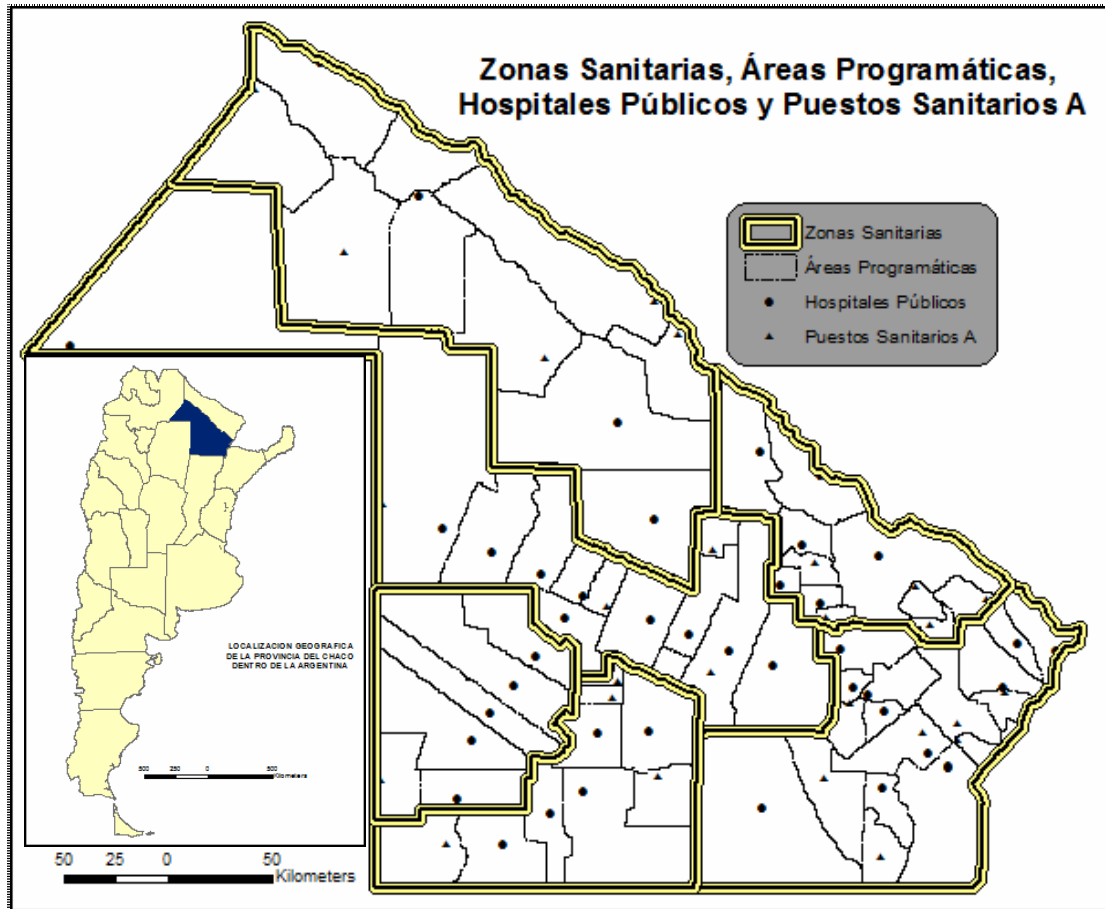 Zonas Sanitarias, Áreas Programáticas,
Hospitales Públicos y Puestos Sanitarios A
Zonas Sanitarias
Áreas Programáticas
Hospitales Públicos
Puestos Sanitarios A
LOCALIZACION GEOGRAFICA
DE LA PROVINCIA DEL CHACO
DENTRO DE LA ARGENTINA
500 250 0 500
Kilometers
50 25 0 50
Kilometers